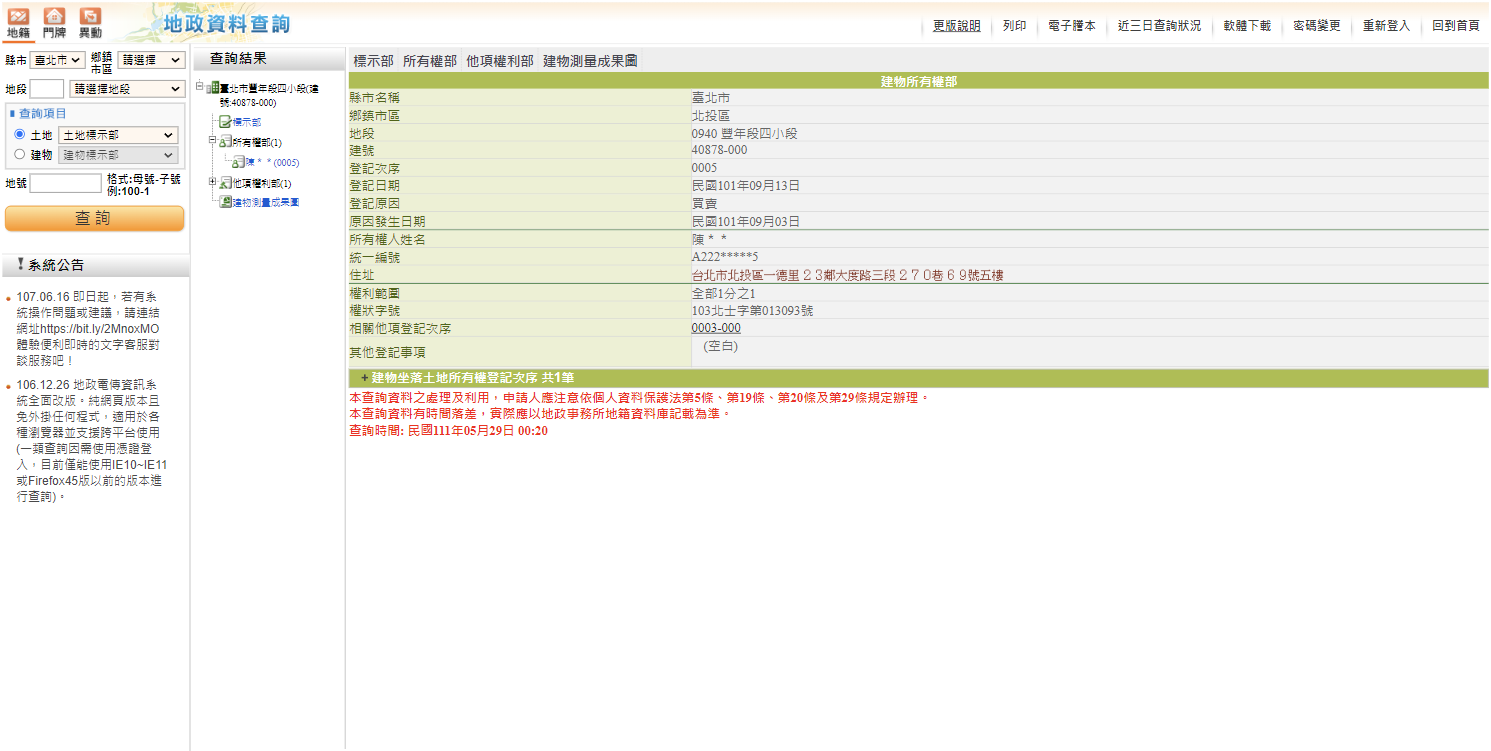 地籍 門牌 異動
地政資料查詢
更版說明 列印 電子謄本 近三日查詢狀況 軟體下載 密碼變更 重新登入 回到首頁
縣市 臺北市 鄉鎮市區 請選擇
地段 請選擇地段
查詢項目
土地 土地標示部
建物 建物標示部
地號 格式:母號-子號
例:100-1
查 詢
系統公告
107.06.16 即日起，若有系
統操作問題或建議，請連結
網址https://bit.ly/2MnoxMO
體驗便利即時的文字客服對
談服務吧！
106.12.26 地政電傳資訊系
統全面改版。純網頁版本且
免外掛任何程式，適用於各
種瀏覽器並支援跨平台使用
(一類查詢因需使用憑證登
入，目前僅能使用IE10~IE11
或Firefox45版以前的版本進
行查詢)。
查詢結果
臺北市豐年段四小段(建
號:40878-000)
標示部
所有權部(1)
陳＊＊(0005)
他項權利部(1)
建物測量成果圖
標示部 所有權部 他項權利部 建物測量成果圖
建物所有權部
縣市名稱 臺北市
鄉鎮市區 北投區
地段 0940 豐年段四小段
建號 40878-000
登記次序 0005
登記日期 民國101年09月13日
登記原因 買賣
原因發生日期 民國101年09月03日
所有權人姓名 陳＊＊
統一編號 A222*****5
住址 台北市北投區一德里２３鄰大度路三段２７０巷６９號五樓
權利範圍 全部1分之1
權狀字號 103北士字第013093號
相關他項登記次序 0003-000
其他登記事項 (空白)
+ 建物坐落土地所有權登記次序 共1筆
本查詢資料之處理及利用，申請人應注意依個人資料保護法第5條、第19條、第20條及第29條規定辦理。
本查詢資料有時間落差，實際應以地政事務所地籍資料庫記載為準。
查詢時間: 民國111年05月29日 00:20